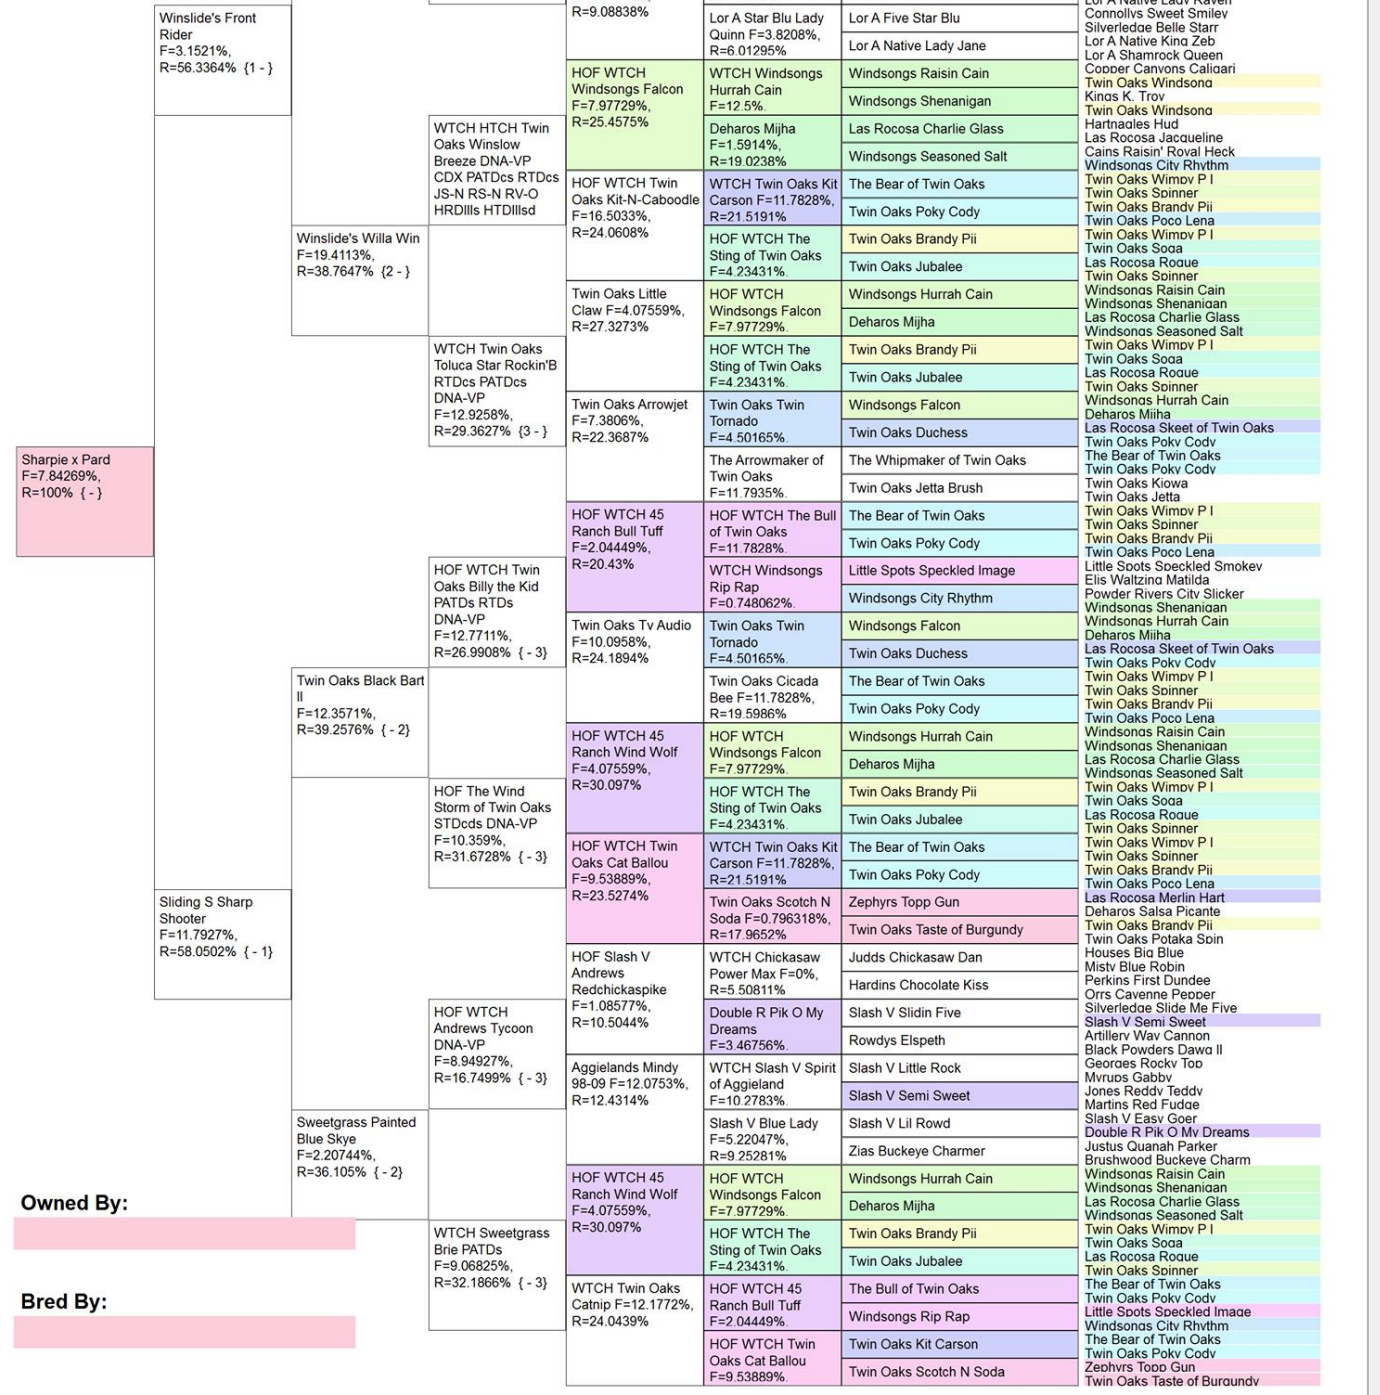 Winslide's Front
Rider
F=3.1521%,
R=56.3364% {1 - }
Winslide's Willa Win
F=19.4113%,
R=38.7647% {2 - }
Sharpie x Pard
F=7.84269%,
R=100% { - }
Twin Oaks Black Bart
II
F=12.3571%,
R=39.2576% { - 2}
Sliding S Sharp
Shooter
F=11.7927%,
R=58.0502% { - 1}
Sweetgrass Painted
Blue Skye
F=2.20744%,
R=36.105% { - 2}
Owned By:
Bred By:
WTCH HTCH Twin
Oaks Winslow
Breeze DNA-VP
CDX PATDcs RTDcs
JS-N RS-N RV-O
HRDIIIs HTDIIIsd
WTCH Twin Oaks
Toluca Star Rockin'B
RTDcs PATDcs
DNA-VP
F=12.9258%,
R=29.3627% {3 - }
HOF WTCH Twin
Oaks Billy the Kid
PATDs RTDs
DNA-VP
F=12.7711%,
R=26.9908% { - 3}
HOF The Wind
Storm of Twin Oaks
STDcds DNA-VP
F=10.359%,
R=31.6728% { - 3}
HOF WTCH
Andrews Tycoon
DNA-VP
F=8.94927%,
R=16.7499% { - 3}
WTCH Sweetgrass
Brie PATDs
F=9.06825%,
R=32.1866% { - 3}
R=9.08838%
HOF WTCH
Windsongs Falcon
F=7.97729%,
R=25.4575%
HOF WTCH Twin
Oaks Kit-N-Caboodle
F=16.5033%,
R=24.0608%
Twin Oaks Little
Claw F=4.07559%,
R=27.3273%
Twin Oaks Arrowjet
F=7.3806%,
R=22.3687%
HOF WTCH 45
Ranch Bull Tuff
F=2.04449%,
R=20.43%
Twin Oaks Tv Audio
F=10.0958%,
R=24.1894%
HOF WTCH 45
Ranch Wind Wolf
F=4.07559%,
R=30.097%
HOF WTCH Twin
Oaks Cat Ballou
F=9.53889%,
R=23.5274%
HOF Slash V
Andrews
Redchickaspike
F=1.08577%,
R=10.5044%
Aggielands Mindy
98-09 F=12.0753%,
R=12.4314%
HOF WTCH 45
Ranch Wind Wolf
F=4.07559%,
R=30.097%
WTCH Twin Oaks
Catnip F=12.1772%,
R=24.0439%
Lor A Star Blu Lady
Quinn F=3.8208%,
R=6.01295%
WTCH Windsongs
Hurrah Cain
F=12.5%.
Deharos Mijha
F=1.5914%,
R=19.0238%
WTCH Twin Oaks Kit
Carson F=11.7828%,
R=21.5191%
HOF WTCH The
Sting of Twin Oaks
F=4.23431%.
HOF WTCH
Windsongs Falcon
F=7.97729%.
HOF WTCH The
Sting of Twin Oaks
F=4.23431%.
Twin Oaks Twin
Tornado
F=4.50165%.
The Arrowmaker of
Twin Oaks
F=11.7935%.
HOF WTCH The Bull
of Twin Oaks
F=11.7828%.
WTCH Windsongs
Rip Rap
F=0.748062%.
Twin Oaks Twin
Tornado
F=4.50165%.
Twin Oaks Cicada
Bee F=11.7828%,
R=19.5986%
HOF WTCH
Windsongs Falcon
F=7.97729%.
HOF WTCH The
Sting of Twin Oaks
F=4.23431%.
WTCH Twin Oaks Kit
Carson F=11.7828%,
R=21.5191%
Twin Oaks Scotch N
Soda F=0.796318%,
R=17.9652%
WTCH Chickasaw
Power Max F=0%,
R=5.50811%
Double R Pik O My
Dreams
F=3.46756%.
WTCH Slash V Spirit
of Aggieland
F=10.2783%.
Slash V Blue Lady
F=5.22047%,
R=9.25281%
HOF WTCH
Windsongs Falcon
F=7.97729%.
HOF WTCH The
Sting of Twin Oaks
F=4.23431%.
HOF WTCH 45
Ranch Bull Tuff
F=2.04449%.
HOF WTCH Twin
Oaks Cat Ballou
F=9.53889%.
Lor A Five Star Blu
Lor A Native Lady Jane
Windsongs Raisin Cain
Windsongs Shenanigan
Las Rocosa Charlie Glass
Windsongs Seasoned Salt
The Bear of Twin Oaks
Twin Oaks Poky Cody
Twin Oaks Brandy Pii
Twin Oaks Jubalee
Windsongs Hurrah Cain
Deharos Mijha
Twin Oaks Brandy Pii
Twin Oaks Jubalee
Windsongs Falcon
Twin Oaks Duchess
The Whipmaker of Twin Oaks
Twin Oaks Jetta Brush
The Bear of Twin Oaks
Twin Oaks Poky Cody
Little Spots Speckled Image
Windsongs City Rhythm
Windsongs Falcon
Twin Oaks Duchess
The Bear of Twin Oaks
Twin Oaks Poky Cody
Windsongs Hurrah Cain
Deharos Mijha
Twin Oaks Brandy Pii
Twin Oaks Jubalee
The Bear of Twin Oaks
Twin Oaks Poky Cody
Zephyrs Topp Gun
Twin Oaks Taste of Burgundy
Judds Chickasaw Dan
Hardins Chocolate Kiss
Slash V Slidin Five
Rowdys Elspeth
Slash V Little Rock
Slash V Semi Sweet
Slash V Lil Rowd
Zias Buckeye Charmer
Windsongs Hurrah Cain
Deharos Mijha
Twin Oaks Brandy Pii
Twin Oaks Jubalee
The Bull of Twin Oaks
Windsongs Rip Rap
Twin Oaks Kit Carson
Twin Oaks Scotch N Soda
Lor A Native Lady Raven
Connollys Sweet Smiley
Silverledge Belle Starr
Lor A Native King Zeb
Lor A Shamrock Queen
Copper Canyons Caligari
Twin Oaks Windsong
Kings K. Troy
Twin Oaks Windsong
Hartnagles Hud
Las Rocosa Jacqueline
Cains Raisin' Royal Heck
Windsongs City Rhythm
Twin Oaks Wimpy P I
Twin Oaks Spinner
Twin Oaks Brandy Pii
Twin Oaks Poco Lena
Twin Oaks Wimpy P I
Twin Oaks Soga
Las Rocosa Rogue
Twin Oaks Spinner
Windsongs Raisin Cain
Windsongs Shenanigan
Las Rocosa Charlie Glass
Windsongs Seasoned Salt
Twin Oaks Wimpy P I
Twin Oaks Soga
Las Rocosa Rogue
Twin Oaks Spinner
Windsongs Hurrah Cain
Deharos Mijha
Las Rocosa Skeet of Twin Oaks
Twin Oaks Poky Cody
The Bear of Twin Oaks
Twin Oaks Poky Cody
Twin Oaks Kiowa
Twin Oaks Jetta
Twin Oaks Wimpy P I
Twin Oaks Spinner
Twin Oaks Brandy Pii
Twin Oaks Poco Lena
Little Spots Speckled Smokey
Elis Waltzing Matilda
Powder Rivers City Slicker
Windsongs Shenanigan
Windsongs Hurrah Cain
Deharos Mijha
Las Rocosa Skeet of Twin Oaks
Twin Oaks Poky Cody
Twin Oaks Wimpy P I
Twin Oaks Spinner
Twin Oaks Brandy Pii
Twin Oaks Poco Lena
Windsongs Raisin Cain
Windsongs Shenanigan
Las Rocosa Charlie Glass
Windsongs Seasoned Salt
Twin Oaks Wimpy P I
Twin Oaks Soga
Las Rocosa Rogue
Twin Oaks Spinner
Twin Oaks Wimpy P I
Twin Oaks Spinner
Twin Oaks Brandy Pii
Twin Oaks Poco Lena
Las Rocosa Merlin Hart
Deharos Salsa Picante
Twin Oaks Brandy Pii
Twin Oaks Potaka Spin
Houses Big Blue
Misty Blue Robin
Perkins First Dundee
Orrs Cayenne Pepper
Silverledge Slide Me Five
Slash V Semi Sweet
Artillery Way Cannon
Black Powders Dawg II
Georges Rocky Top
Myrups Gabby
Jones Reddy Teddy
Martins Red Fudge
Slash V Easy Goer
Double R Pik O My Dreams
Justus Quanah Parker
Brushwood Buckeye Charm
Windsongs Raisin Cain
Windsongs Shenanigan
Las Rocosa Charlie Glass
Windsongs Seasoned Salt
Twin Oaks Wimpy P I
Twin Oaks Soga
Las Rocosa Rogue
Twin Oaks Spinner
The Bear of Twin Oaks
Twin Oaks Poky Cody
Little Spots Speckled Image
Windsongs City Rhythm
The Bear of Twin Oaks
Twin Oaks Poky Cody
Zephyrs Topp Gun
Twin Oaks Taste of Burgundy